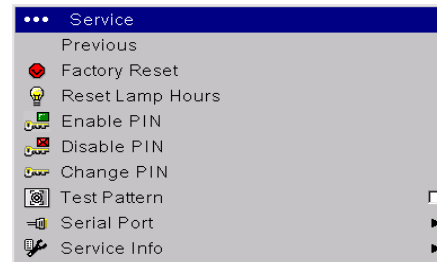 ••• Service
Previous
Factory Reset
Reset Lamp Hours
Enable PIN
Disable PIN
Change PIN
Test Pattern
Serial Port
Service Info